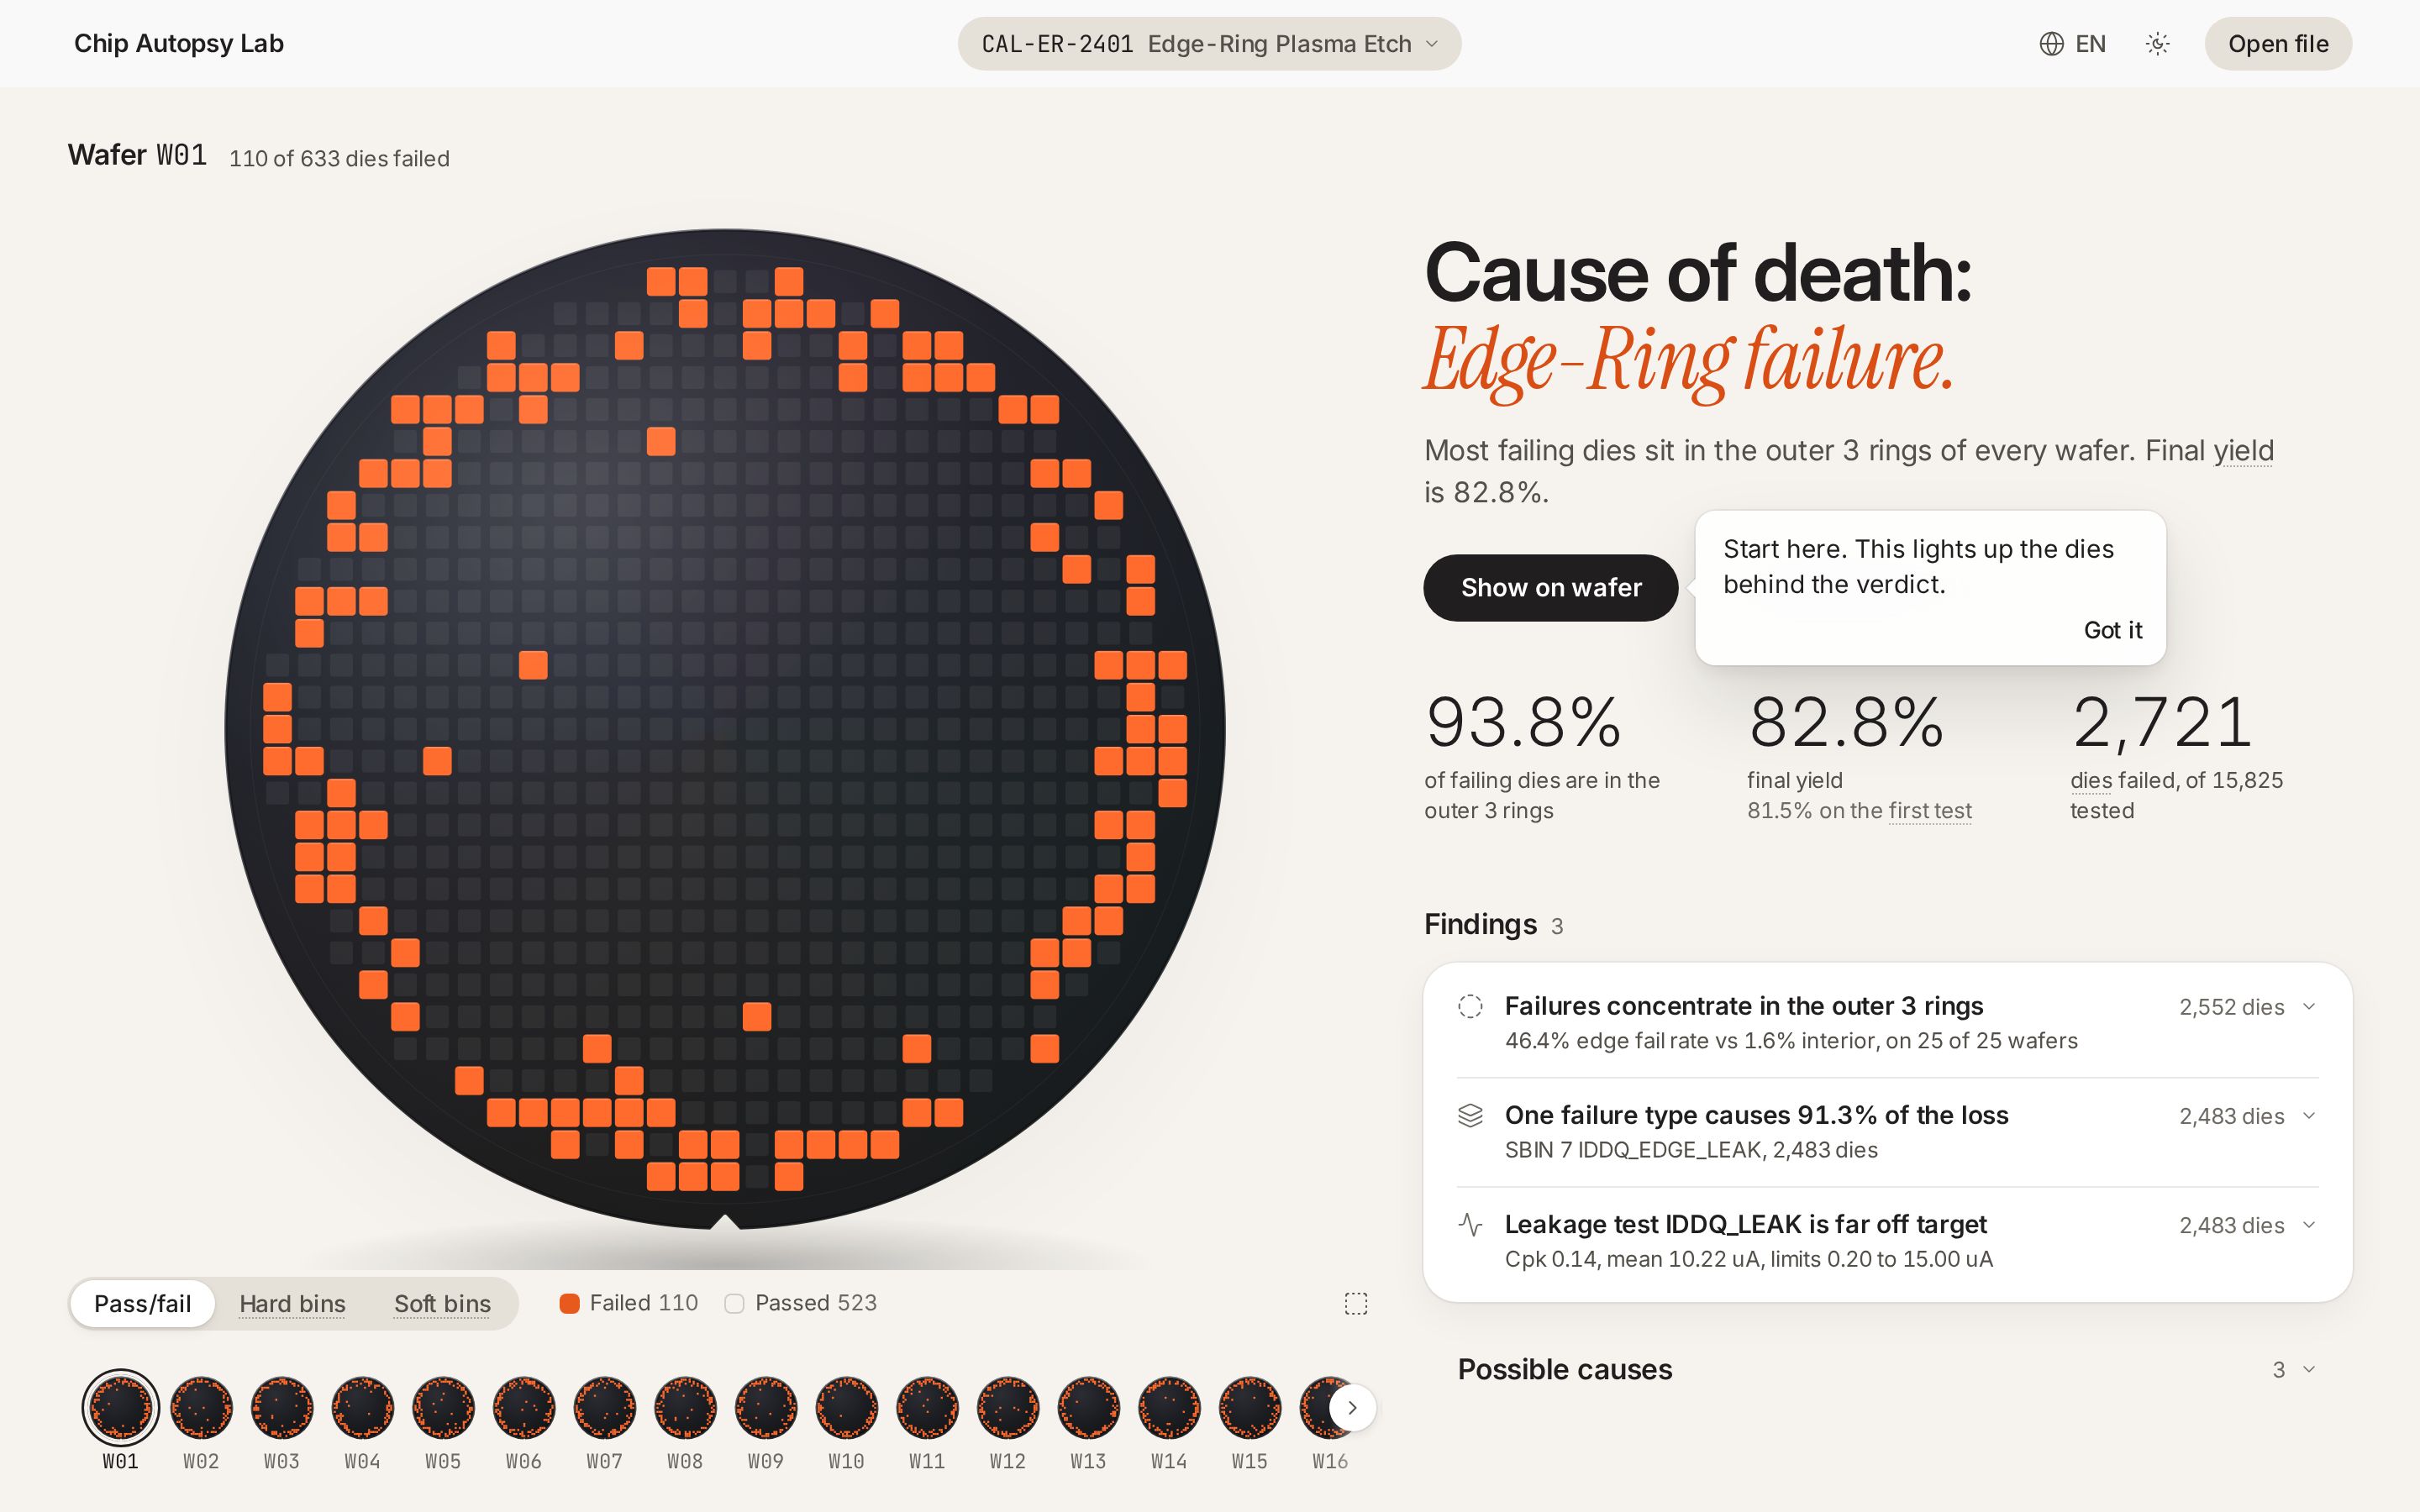 Chip Autopsy Lab
CAL-ER-2401 Edge-Ring Plasma Etch
EN
Open file
Wafer W01 110 of 633 dies failed
Cause of death:
Edge-Ring failure.
Most failing dies sit in the outer 3 rings of every wafer. Final yield
is 82.8%.
Show on wafer
Start here. This lights up the dies
behind the verdict.
Got it
93.8%
of failing dies are in the
outer 3 rings
82.8%
final yield
81.5% on the first test
2,721
dies failed, of 15,825
tested
Findings 3
Failures concentrate in the outer 3 rings 2,552 dies
46.4% edge fail rate vs 1.6% interior, on 25 of 25 wafers
One failure type causes 91.3% of the loss 2,483 dies
SBIN 7 IDDQ_EDGE_LEAK, 2,483 dies
Leakage test IDDQ_LEAK is far off target 2,483 dies
Cpk 0.14, mean 10.22 uA, limits 0.20 to 15.00 uA
Possible causes 3
Pass/fail Hard bins Soft bins Failed 110 Passed 523
W01 W02 W03 W04 W05 W06 W07 W08 W09 W10 W11 W12 W13 W14 W15 W16